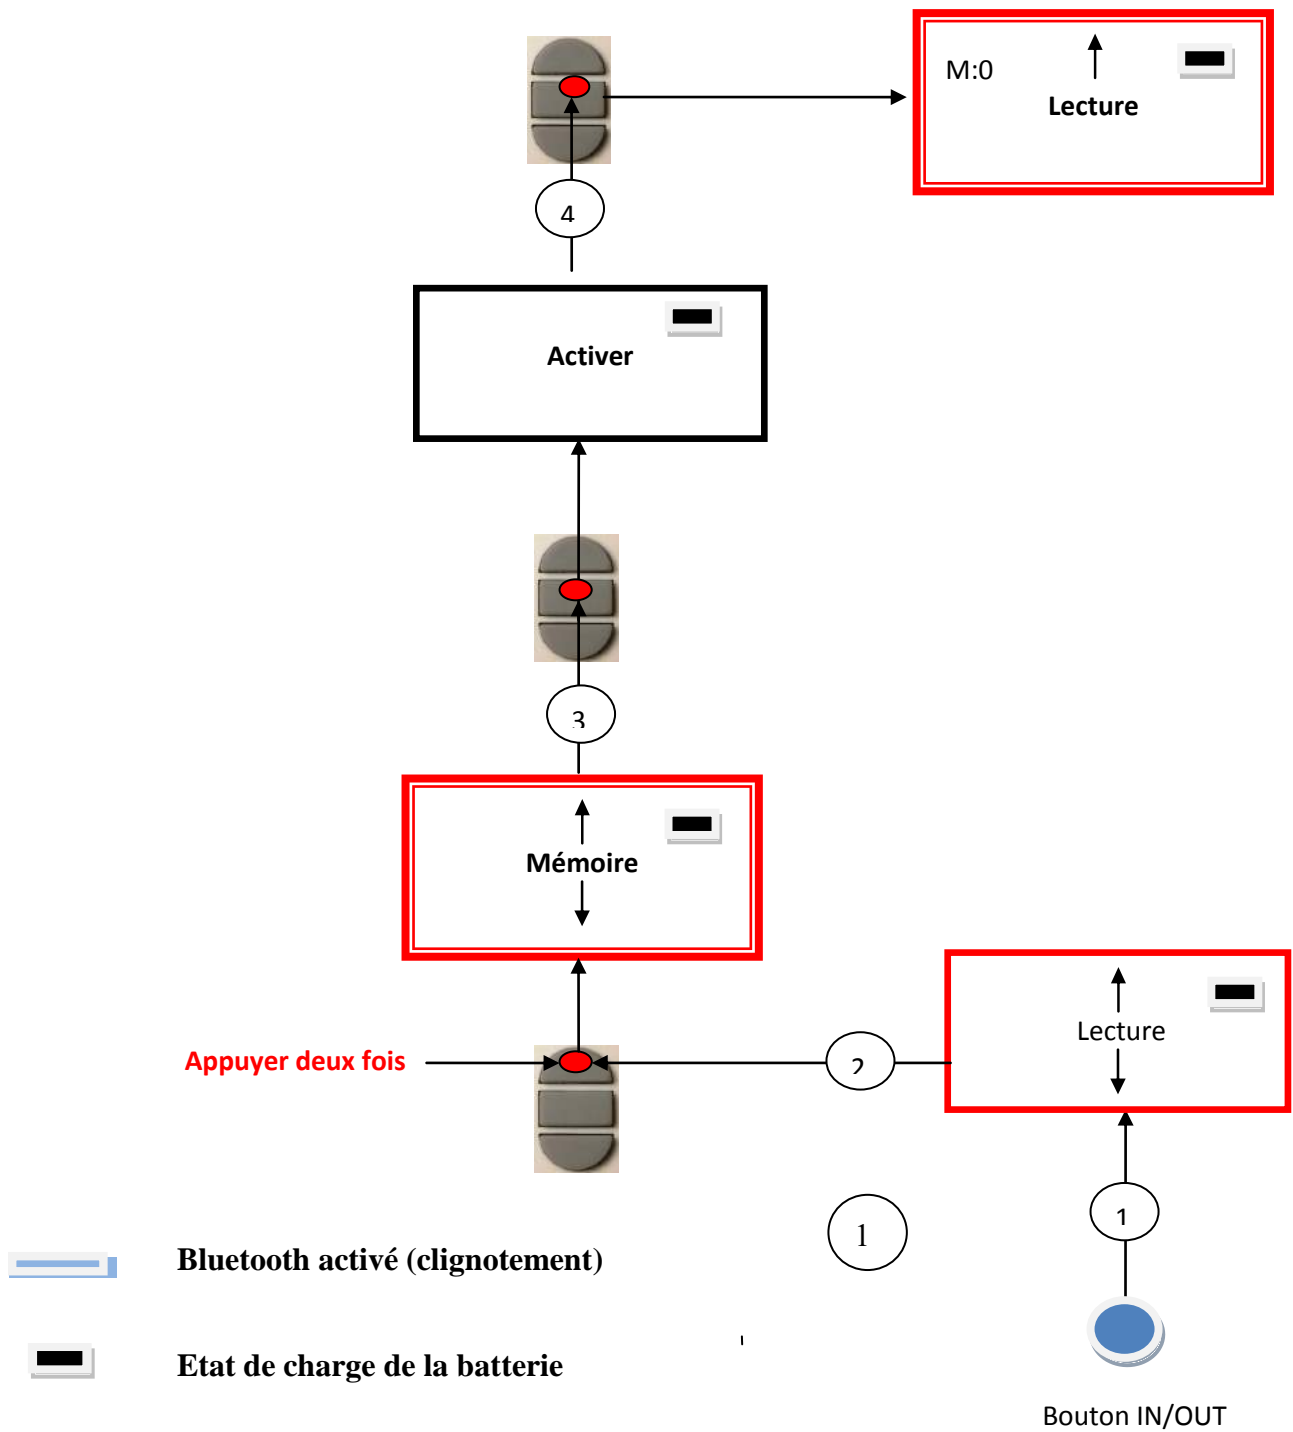 M:0
Lecture
4
Activer
3
Mémoire
Lecture
Appuyer deux fois
2
1
1
Bluetooth activé (clignotement)
Etat de charge de la batterie
Bouton IN/OUT